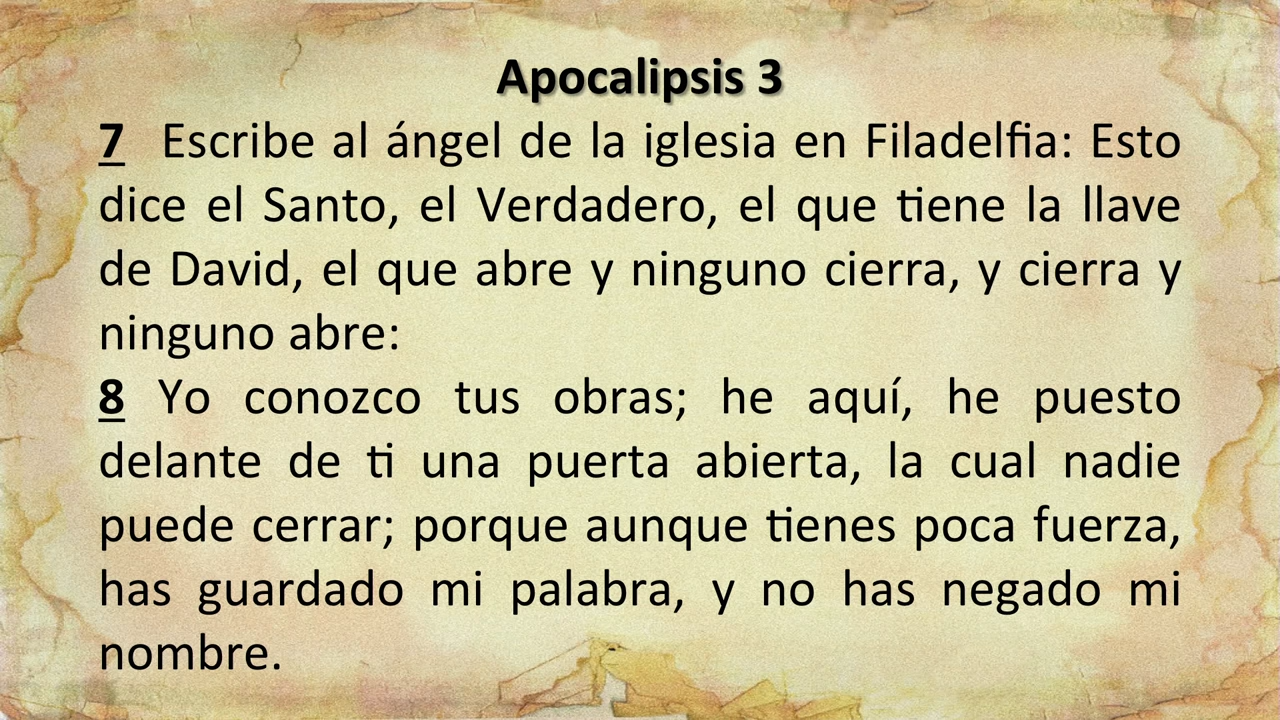 Apocalipsis 3
7 Escribe al ángel de la iglesia en Filadelfia: Esto
dice el Santo, el Verdadero, el que tiene la llave
de David, el que abre y ninguno cierra, y cierra y
ninguno abre:
8 Yo conozco tus obras; he aquí, he puesto
delante de ti una puerta abierta, la cual nadie
puede cerrar; porque aunque tienes poca fuerza,
has guardado mi palabra, y no has negado mi
nombre.